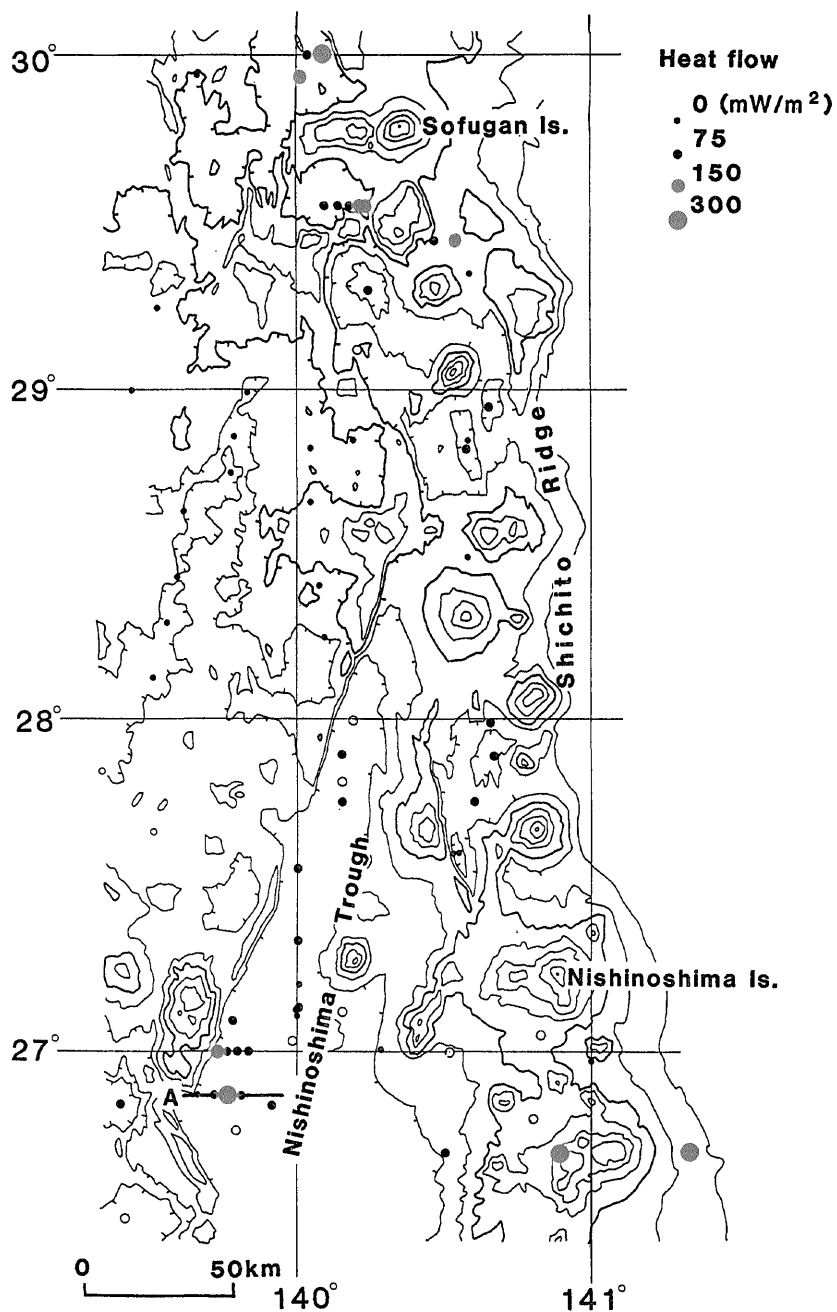 30°
Heat flow
0 (mW/m²)
75
150
300
Sofugan Is.
29°
Shichito Ridge
28°
Nishinoshima Trough
Nishinoshima Is.
27°
A
0 50km
140°
141°